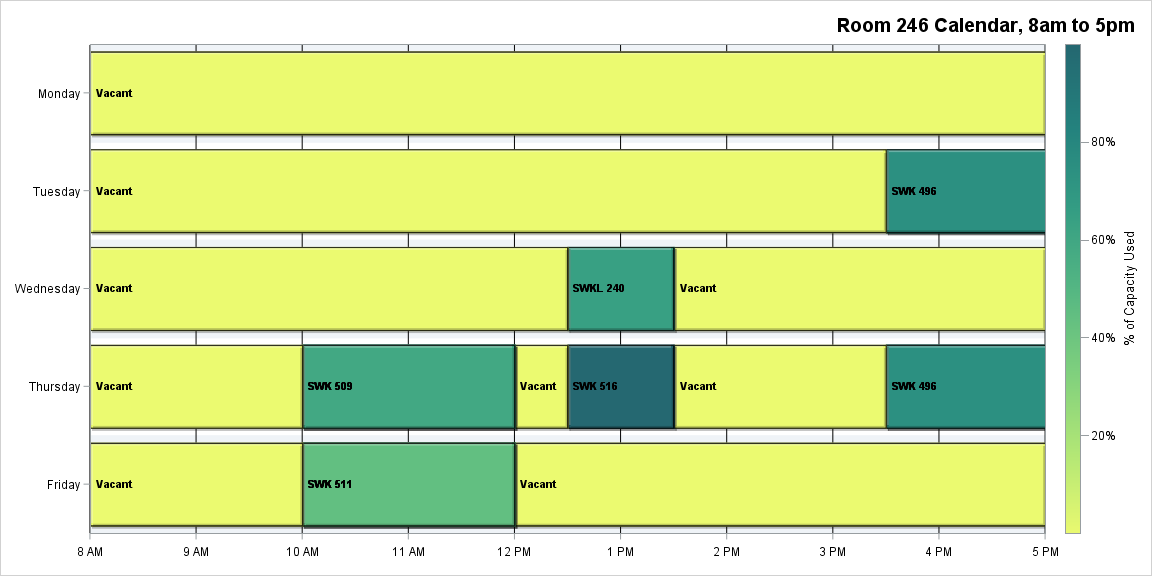 Room 246 Calendar, 8am to 5pm
Monday
Vacant
Tuesday
Vacant
SWK 496
Wednesday
Vacant
SWKL 240
Vacant
Thursday
Vacant
SWK 509
Vacant
SWK 516
Vacant
SWK 496
Friday
Vacant
SWK 511
Vacant
8 AM
9 AM
10 AM
11 AM
12 PM
1 PM
2 PM
3 PM
4 PM
5 PM
80%
60%
40%
20%
% of Capacity Used